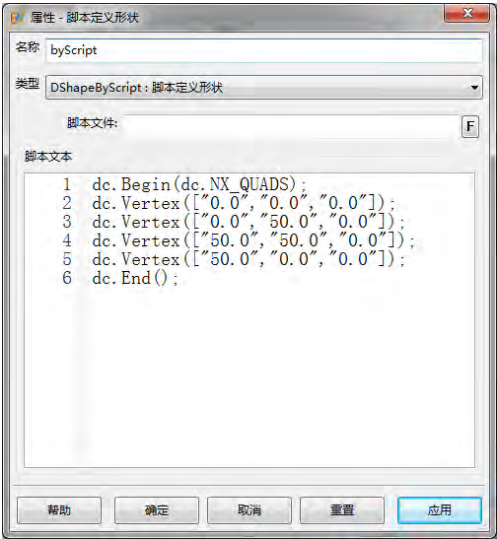 属性 - 脚本定义形状
名称 byScript
类型 DShapeByScript : 脚本定义形状
脚本文件: F
脚本文本
1 dc.Begin(dc.NX_QUADS);
2 dc.Vertex(["0.0","0.0","0.0"]);
3 dc.Vertex(["0.0","50.0","0.0"]);
4 dc.Vertex(["50.0","50.0","0.0"]);
5 dc.Vertex(["50.0","0.0","0.0"]);
6 dc.End();
帮助 确定 取消 重置 应用